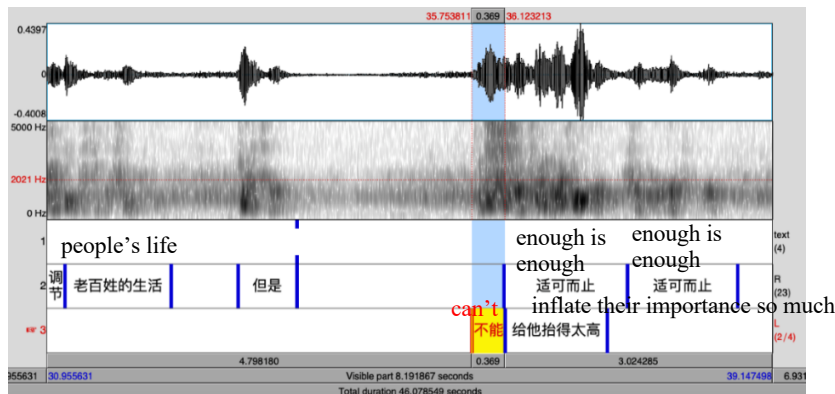 35.753811 0.369 36.123213
0.4397
0
-0.4008
5000 Hz
2021 Hz
0 Hz
1
people's life
enough is
enough
enough is
enough
text
(4)
2
调
节
老百姓的生活
但是
适可而止
适可而止
R
(23)
can't
inflate their importance so much
3
不能
给他抬得太高
L
(2/4)
4.798180 0.369 3.024285
955631 30.955631 Visible part 8.191867 seconds 39.147498 6.931
Total duration 46.078549 seconds